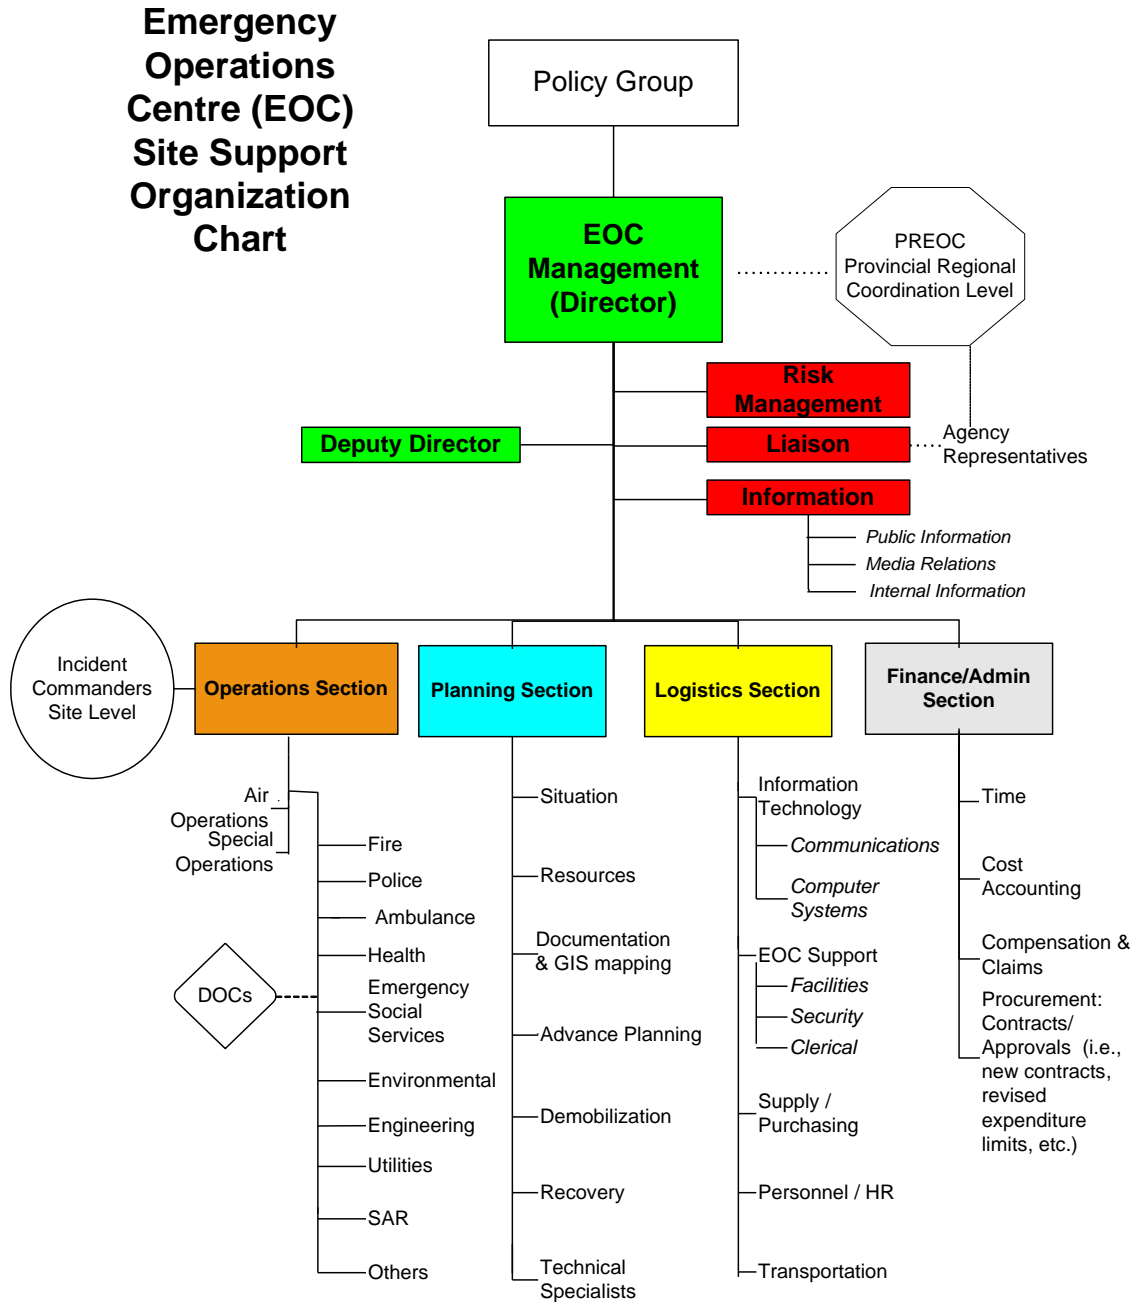 Emergency
Operations
Centre (EOC)
Site Support
Organization
Chart
Policy Group
EOC
Management
(Director)
PREOC
Provincial Regional
Coordination Level
Risk
Management
Deputy Director
Liaison
Agency
Representatives
Information
Public Information
Media Relations
Internal Information
Incident
Commanders
Site Level
Operations Section
Planning Section
Logistics Section
Finance/Admin
Section
Air
Operations
Special
Operations
Fire
Police
Ambulance
Health
DOCs
Emergency
Social
Services
Environmental
Engineering
Utilities
SAR
Others
Situation
Resources
Documentation
& GIS mapping
Advance Planning
Demobilization
Recovery
Technical
Specialists
Information
Technology
Communications
Computer
Systems
EOC Support
Facilities
Security
Clerical
Supply /
Purchasing
Personnel / HR
Transportation
Time
Cost
Accounting
Compensation &
Claims
Procurement:
Contracts/
Approvals (i.e.,
new contracts,
revised
expenditure
limits, etc.)